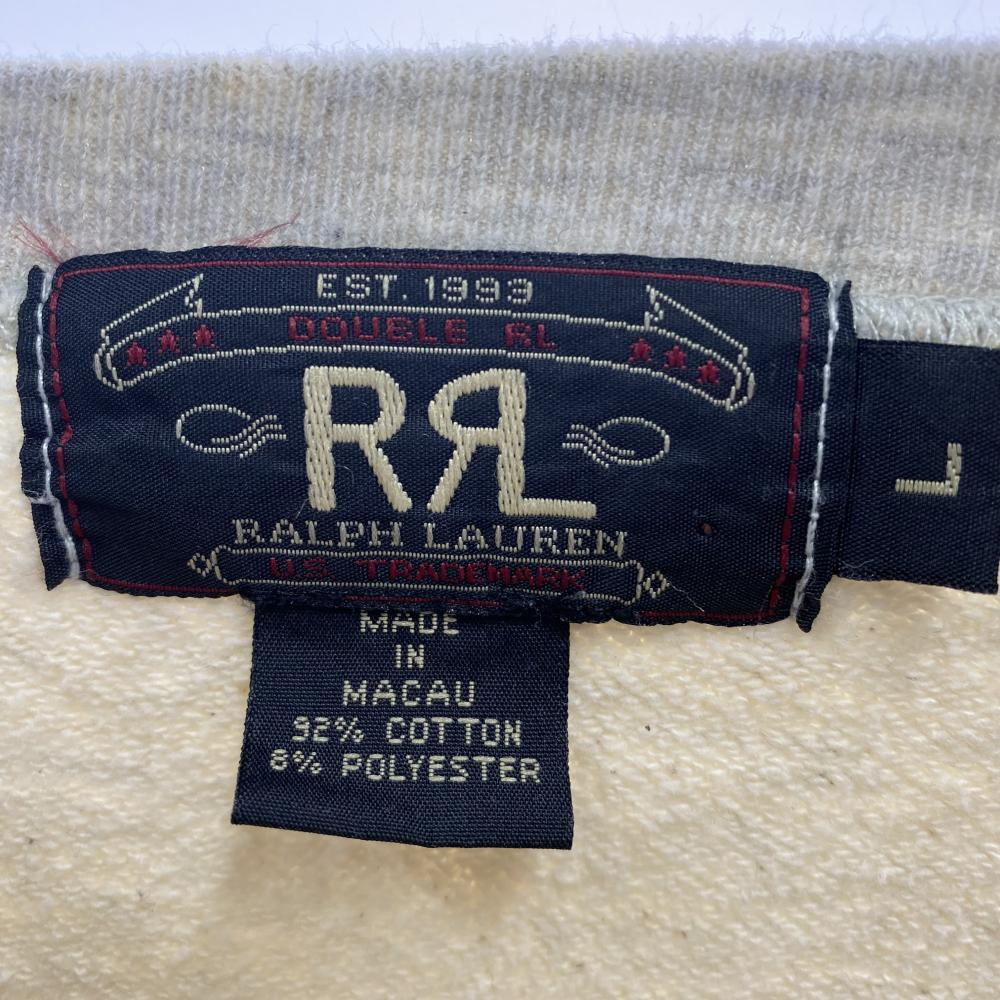 EST. 1993
DOUBLE RL
RRL
RALPH LAUREN
U.S. TRADEMARK
L
MADE
IN
MACAU
92% COTTON
8% POLYESTER